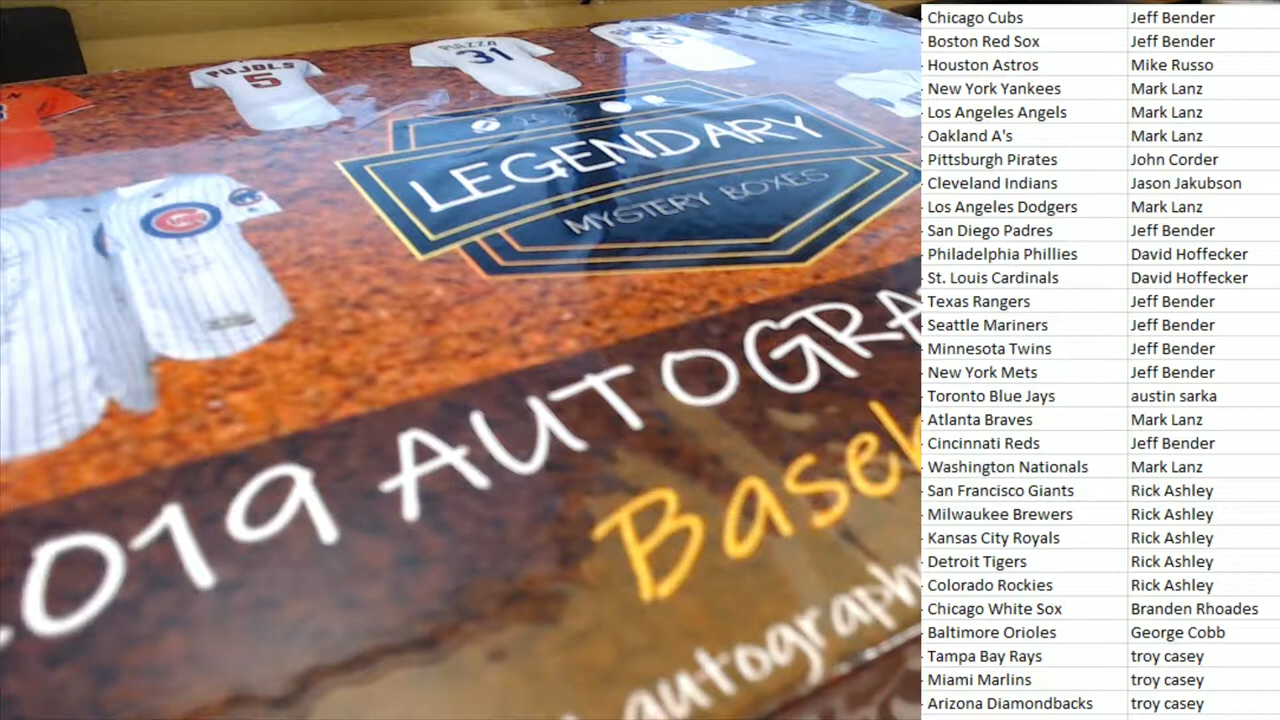 PUJOLS
5
PIAZZA
31
5
LEGENDARY
MYSTERY BOXES
2019 AUTOGRA
Baseb
autograph
Chicago Cubs Jeff Bender
Boston Red Sox Jeff Bender
Houston Astros Mike Russo
New York Yankees Mark Lanz
Los Angeles Angels Mark Lanz
Oakland A's Mark Lanz
Pittsburgh Pirates John Corder
Cleveland Indians Jason Jakubson
Los Angeles Dodgers Mark Lanz
San Diego Padres Jeff Bender
Philadelphia Phillies David Hoffecker
St. Louis Cardinals David Hoffecker
Texas Rangers Jeff Bender
Seattle Mariners Jeff Bender
Minnesota Twins Jeff Bender
New York Mets Jeff Bender
Toronto Blue Jays austin sarka
Atlanta Braves Mark Lanz
Cincinnati Reds Jeff Bender
Washington Nationals Mark Lanz
San Francisco Giants Rick Ashley
Milwaukee Brewers Rick Ashley
Kansas City Royals Rick Ashley
Detroit Tigers Rick Ashley
Colorado Rockies Rick Ashley
Chicago White Sox Branden Rhoades
Baltimore Orioles George Cobb
Tampa Bay Rays troy casey
Miami Marlins troy casey
Arizona Diamondbacks troy casey